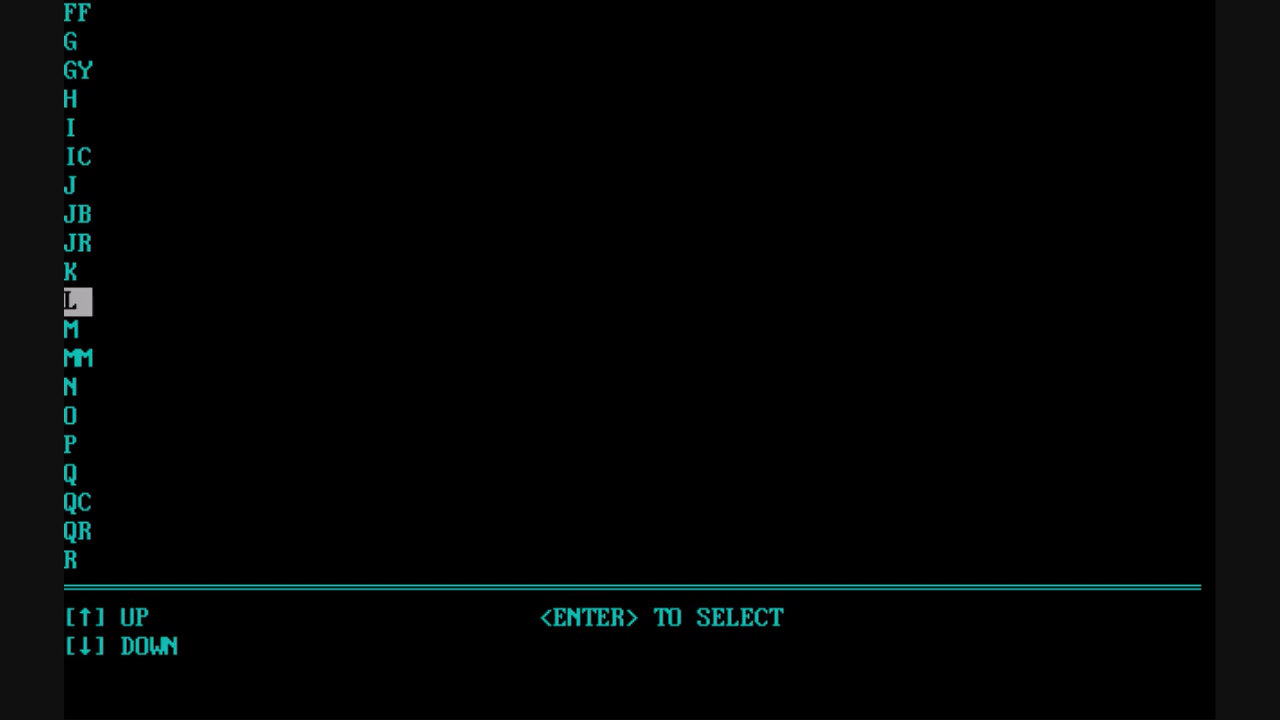 FF
G
GY
H
I
IC
J
JB
JR
K
L
M
MM
N
O
P
Q
QC
QR
R
[↑] UP <ENTER> TO SELECT
[↓] DOWN